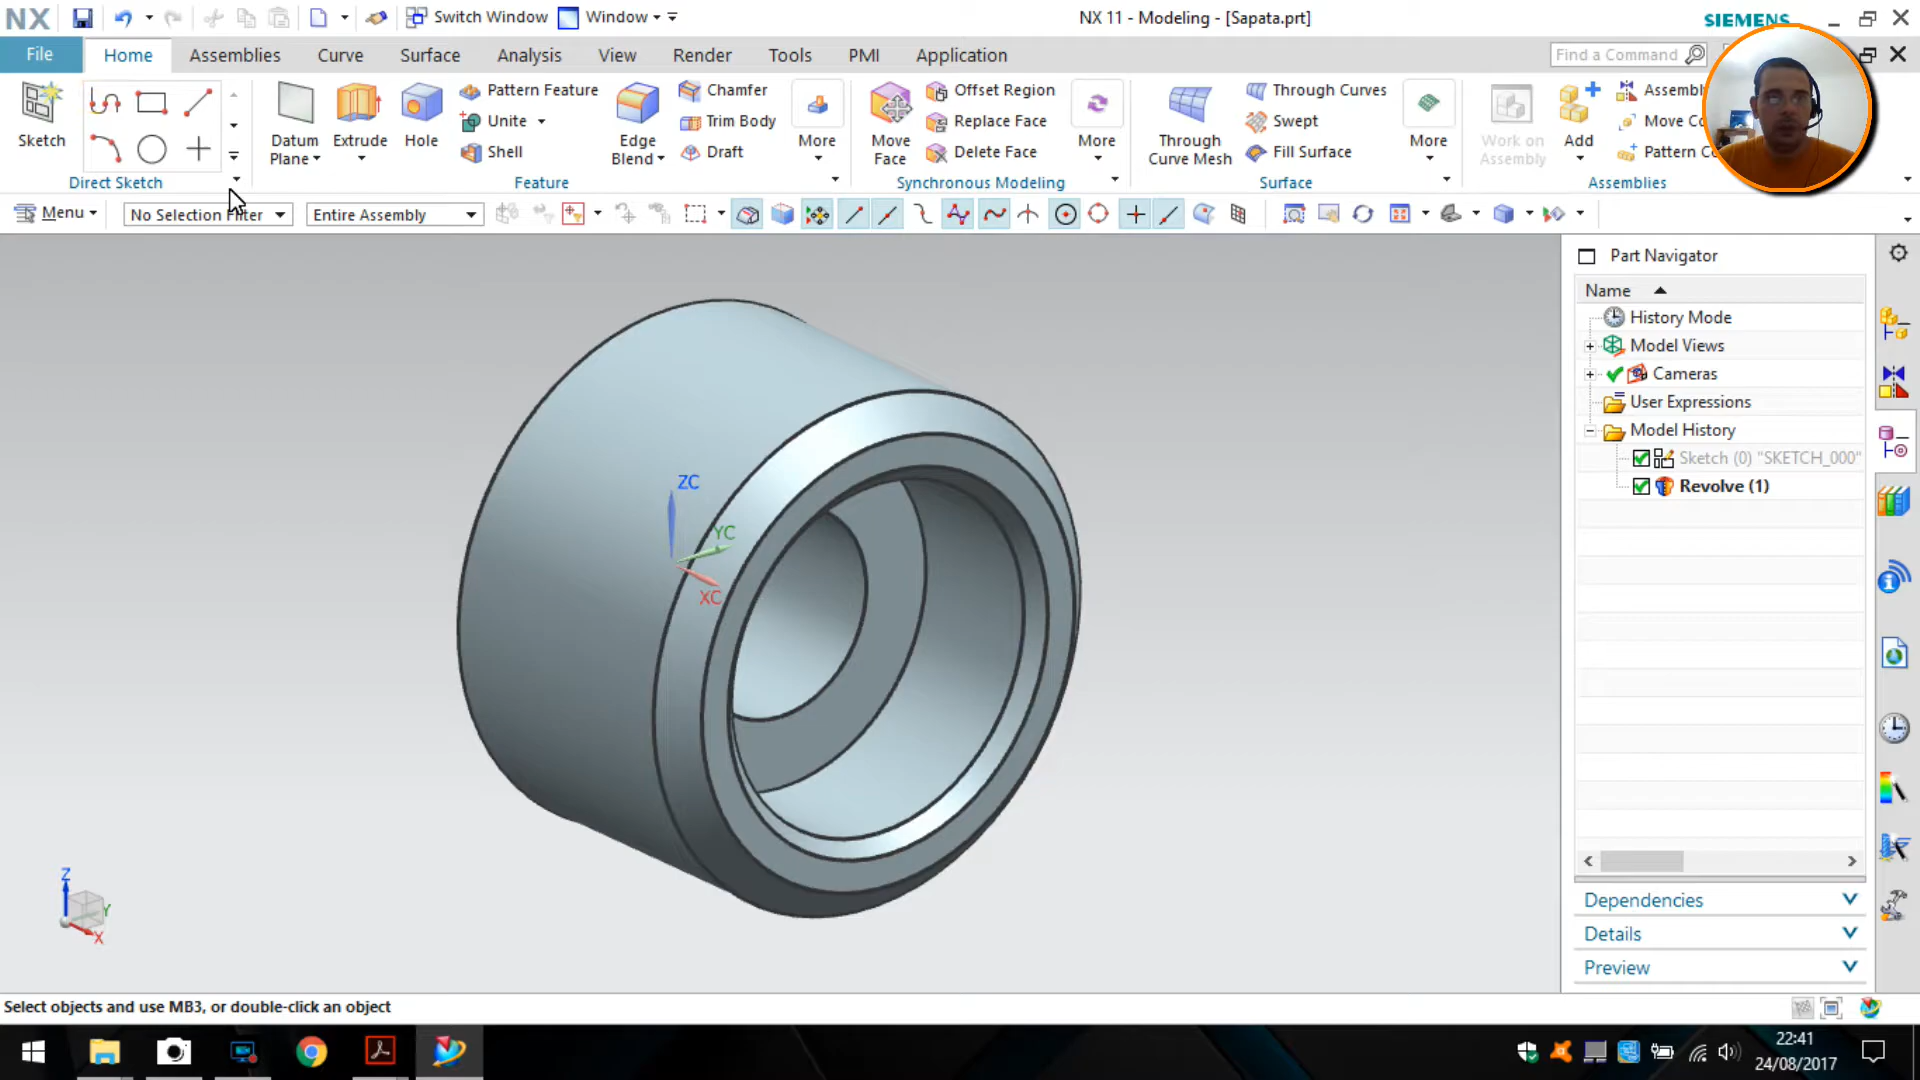 NX Switch Window Window NX 11 - Modeling - [Sapata.prt] SIEMENS
File Home Assemblies Curve Surface Analysis View Render Tools PMI Application Find a Command
Sketch
Direct Sketch
Datum Plane
Extrude
Hole
Pattern Feature
Unite
Shell
Edge Blend
Chamfer
Trim Body
Draft
More
Feature
Move Face
Offset Region
Replace Face
Delete Face
More
Synchronous Modeling
Through Curve Mesh
Through Curves
Swept
Fill Surface
More
Surface
Work on Assembly
Add
Assemb
Move Co
Pattern C
Assemblies
Menu No Selection Filter Entire Assembly
Part Navigator
Name
History Mode
Model Views
Cameras
User Expressions
Model History
Sketch (0) "SKETCH_000"
Revolve (1)
Dependencies
Details
Preview
ZC
YC
XC
Z
Y
X
Select objects and use MB3, or double-click an object
22:41
24/08/2017